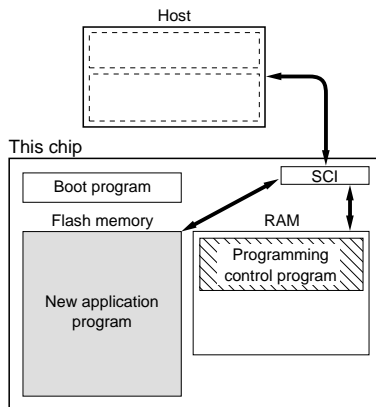 Host
This chip
SCI
Boot program
Flash memory
RAM
Programming
control program
New application
program